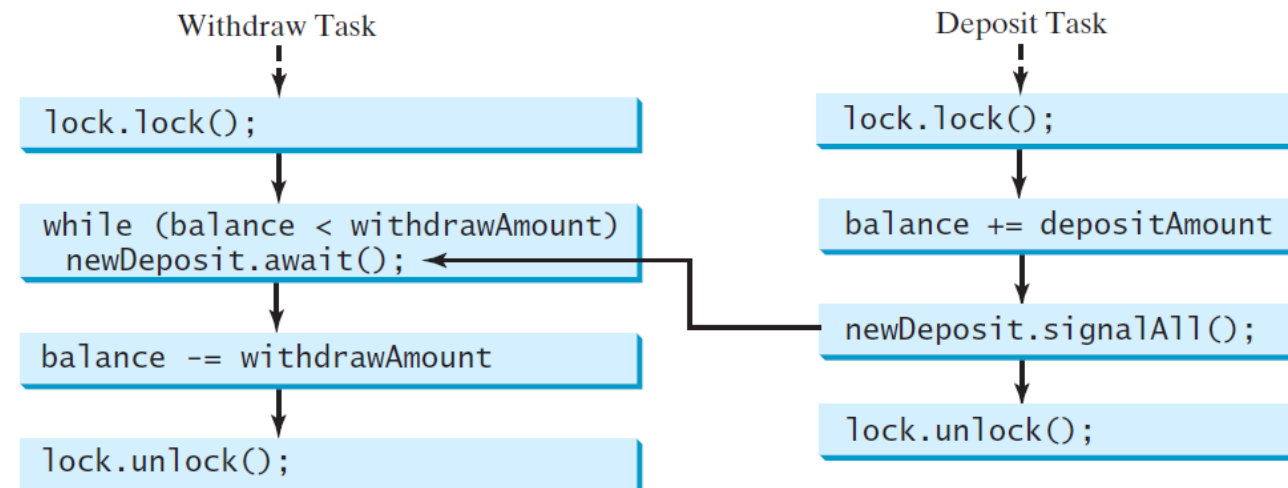 Withdraw Task
lock.lock();
while (balance < withdrawAmount)
newDeposit.await();
balance -= withdrawAmount
lock.unlock();
Deposit Task
lock.lock();
balance += depositAmount
newDeposit.signalAll();
lock.unlock();